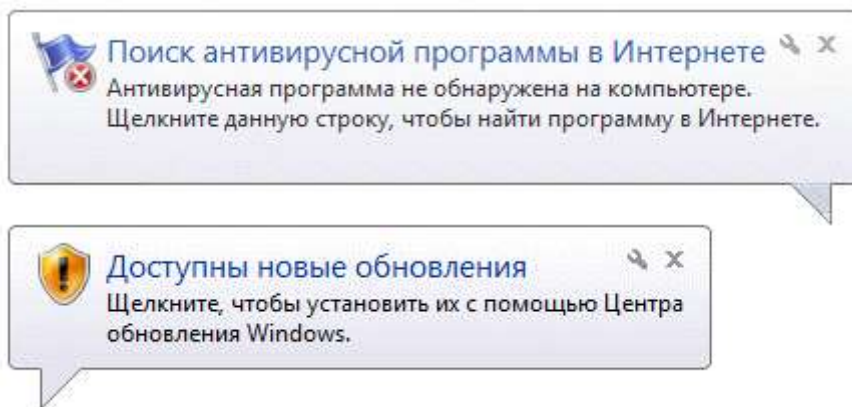 Поиск антивирусной программы в Интернете
Антивирусная программа не обнаружена на компьютере.
Щелкните данную строку, чтобы найти программу в Интернете.
Доступны новые обновления
Щелкните, чтобы установить их с помощью Центра
обновления Windows.